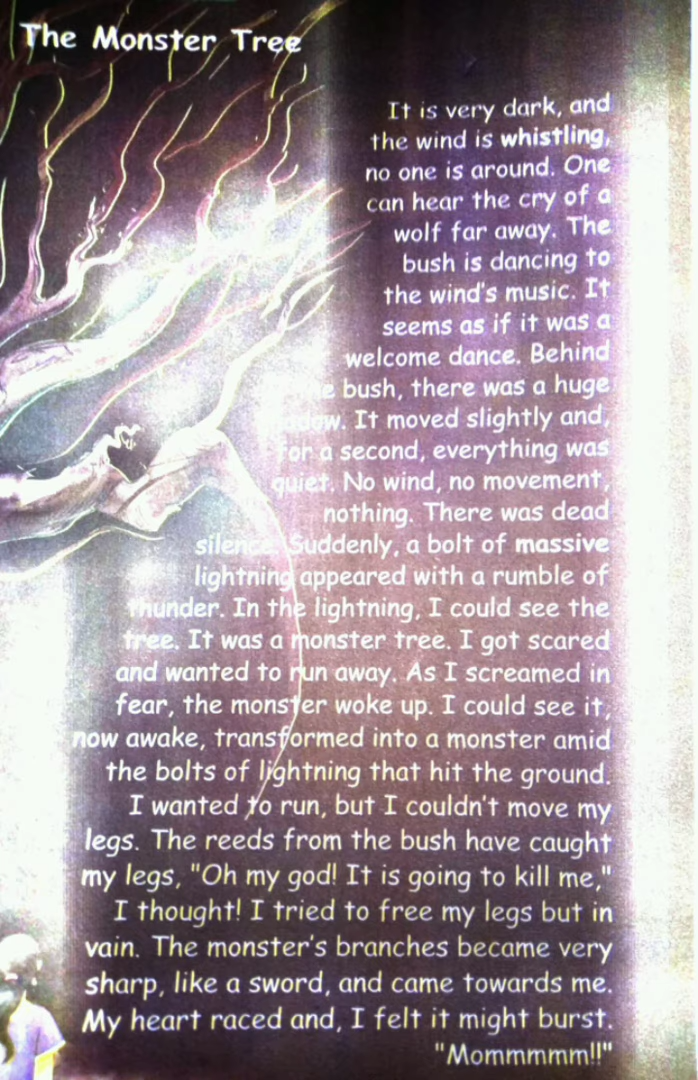 The Monster Tree
It is very dark, and
the wind is whistling,
no one is around. One
can hear the cry of a
wolf far away. The
bush is dancing to
the wind's music. It
seems as if it was a
welcome dance. Behind
bush, there was a huge
It moved slightly and,
for a second, everything was
quiet. No wind, no movement,
nothing. There was dead
silence. Suddenly, a bolt of massive
lightning appeared with a rumble of
thunder. In the lightning, I could see the
tree. It was a monster tree. I got scared
and wanted to run away. As I screamed in
fear, the monster woke up. I could see it,
now awake, transformed into a monster amid
the bolts of lightning that hit the ground.
I wanted to run, but I couldn't move my
legs. The reeds from the bush have caught
my legs, "Oh my god! It is going to kill me,"
I thought! I tried to free my legs but in
vain. The monster's branches became very
sharp, like a sword, and came towards me.
My heart raced and, I felt it might burst.
"Mommmmm!!"